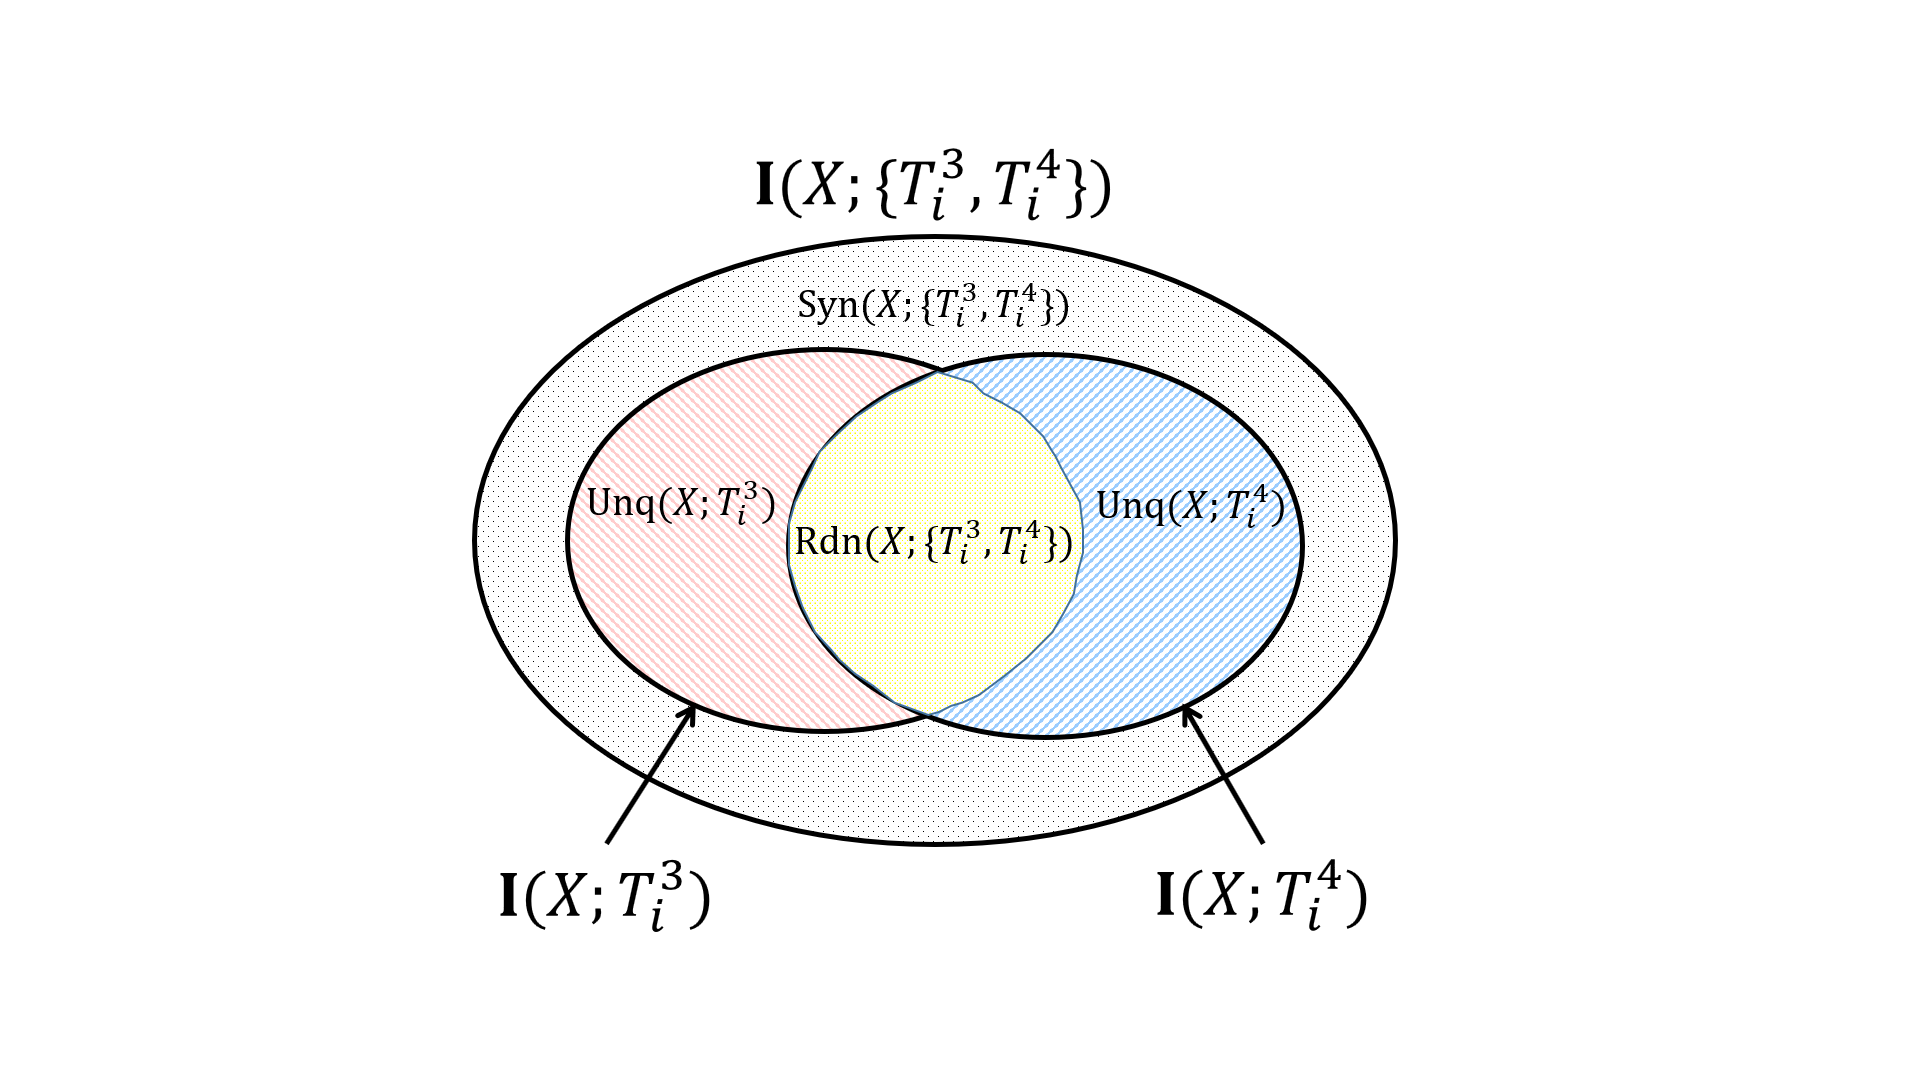 I(X; {T_i^3, T_i^4})
Syn(X; {T_i^3, T_i^4})
Unq(X; T_i^3)
Unq(X; T_i^4)
Rdn(X; {T_i^3, T_i^4})
I(X; T_i^3)
I(X; T_i^4)